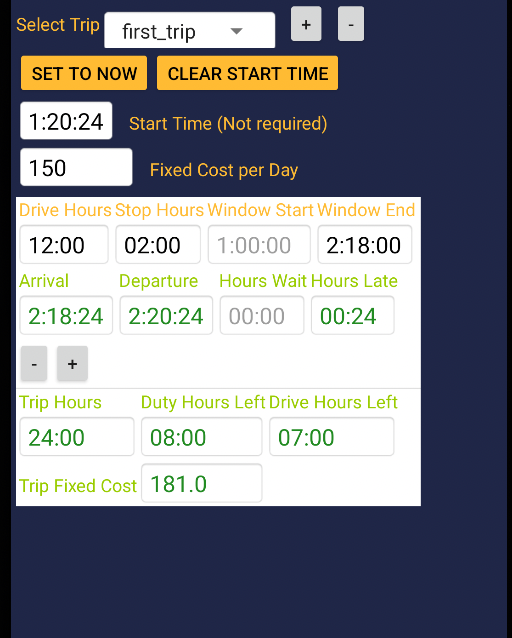 Select Trip first_trip + -
SET TO NOW CLEAR START TIME
1:20:24 Start Time (Not required)
150 Fixed Cost per Day
Drive Hours Stop Hours Window Start Window End
12:00 02:00 1:00:00 2:18:00
Arrival Departure Hours Wait Hours Late
2:18:24 2:20:24 00:00 00:24
- +
Trip Hours Duty Hours Left Drive Hours Left
24:00 08:00 07:00
Trip Fixed Cost 181.0